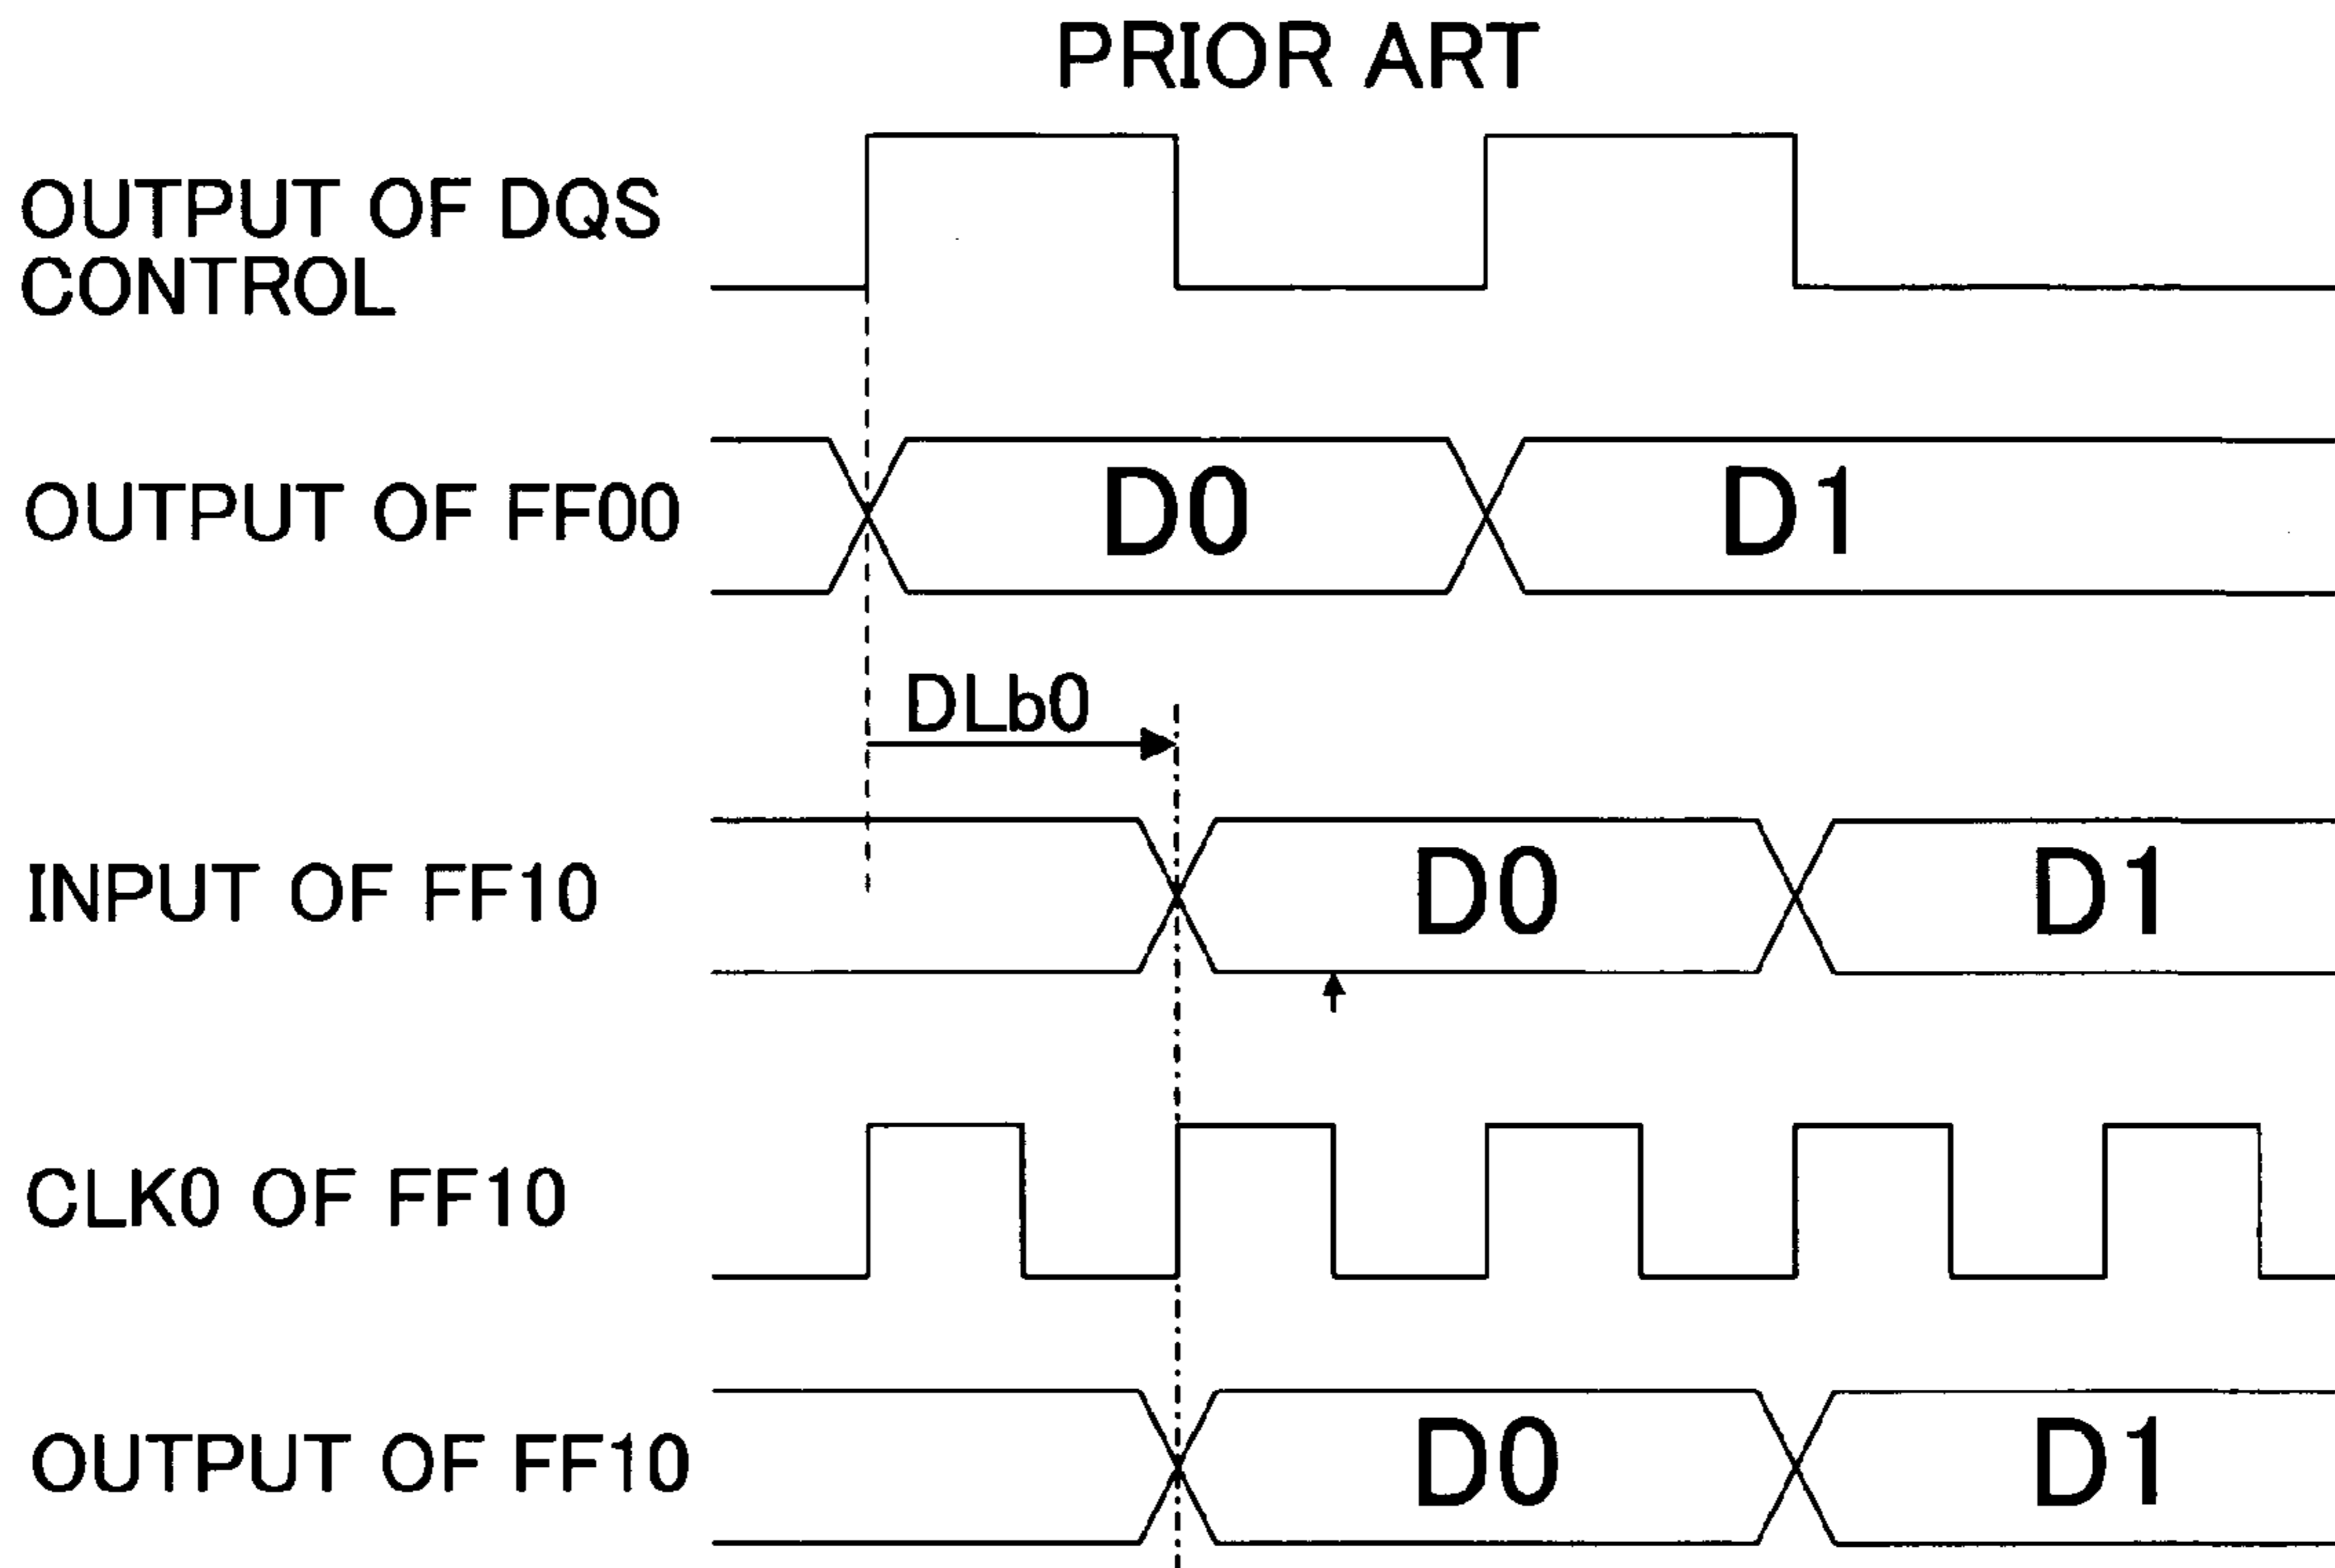 PRIOR ART
OUTPUT OF DQS
CONTROL
OUTPUT OF FF00
D0
D1
DLb0
INPUT OF FF10
D0
D1
CLK0 OF FF10
OUTPUT OF FF10
D0
D1